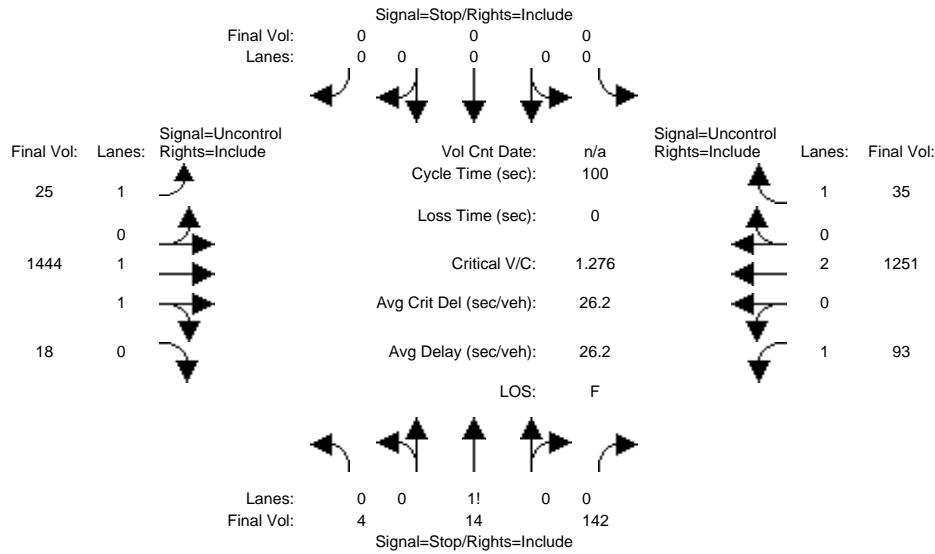 Signal=Stop/Rights=Include
Final Vol: 0 0 0
Lanes: 0 0 0 0 0
Signal=Uncontrol
Final Vol: Lanes: Rights=Include
Vol Cnt Date: n/a
Signal=Uncontrol
Rights=Include Lanes: Final Vol:
Cycle Time (sec): 100
25 1
1 35
Loss Time (sec): 0
0
0
1444 1
Critical V/C: 1.276
2 1251
1
Avg Crit Del (sec/veh): 26.2
0
18 0
Avg Delay (sec/veh): 26.2
1 93
LOS: F
Lanes: 0 0 1! 0 0
Final Vol: 4 14 142
Signal=Stop/Rights=Include